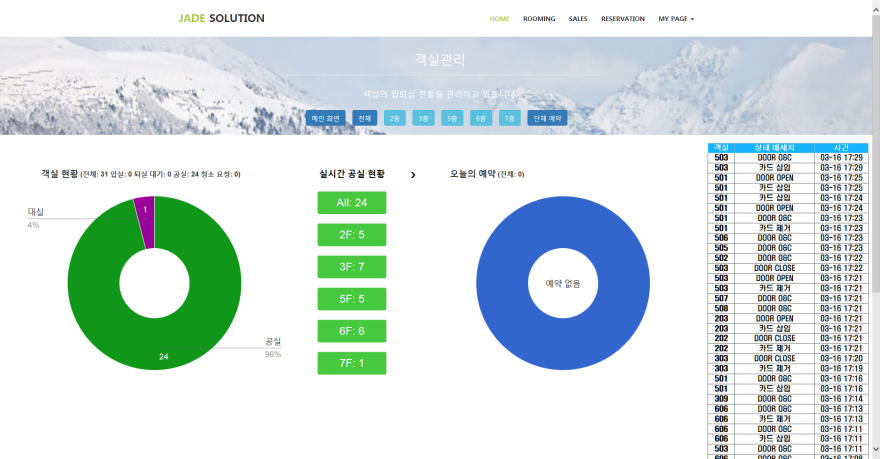 JADE SOLUTION
HOME ROOMING SALES RESERVATION MY PAGE
객실관리
객실의 입퇴실 현황을 관리하고 있습니다.
메인 화면 전체 2층 3층 5층 6층 7층 단체 예약
객실 현황 (전체: 31 입실: 0 퇴실 대기: 0 공실: 24 청소 요청: 0)
대실
4%
1
24
공실
96%
실시간 공실 현황 ›
All: 24
2F: 5
3F: 7
5F: 5
6F: 6
7F: 1
오늘의 예약 (전체: 0)
예약 없음
객실 상태 메세지 시간
503 DOOR O&C 03-16 17:29
503 카드 삽입 03-16 17:29
501 DOOR OPEN 03-16 17:25
501 카드 삽입 03-16 17:25
501 카드 삽입 03-16 17:24
501 DOOR OPEN 03-16 17:24
501 DOOR O&C 03-16 17:23
501 카드 제거 03-16 17:23
506 DOOR O&C 03-16 17:23
505 DOOR O&C 03-16 17:23
502 DOOR O&C 03-16 17:22
503 DOOR CLOSE 03-16 17:22
503 DOOR OPEN 03-16 17:21
503 카드 제거 03-16 17:21
507 DOOR O&C 03-16 17:21
508 DOOR O&C 03-16 17:21
203 DOOR OPEN 03-16 17:21
203 카드 삽입 03-16 17:21
202 DOOR CLOSE 03-16 17:21
202 카드 제거 03-16 17:21
303 DOOR CLOSE 03-16 17:20
303 카드 제거 03-16 17:19
501 DOOR O&C 03-16 17:16
501 카드 삽입 03-16 17:16
309 DOOR O&C 03-16 17:14
606 DOOR O&C 03-16 17:13
606 카드 제거 03-16 17:13
606 DOOR O&C 03-16 17:11
606 카드 삽입 03-16 17:11
503 DOOR O&C 03-16 17:11
606 DOOR O&C 03-16 17:08